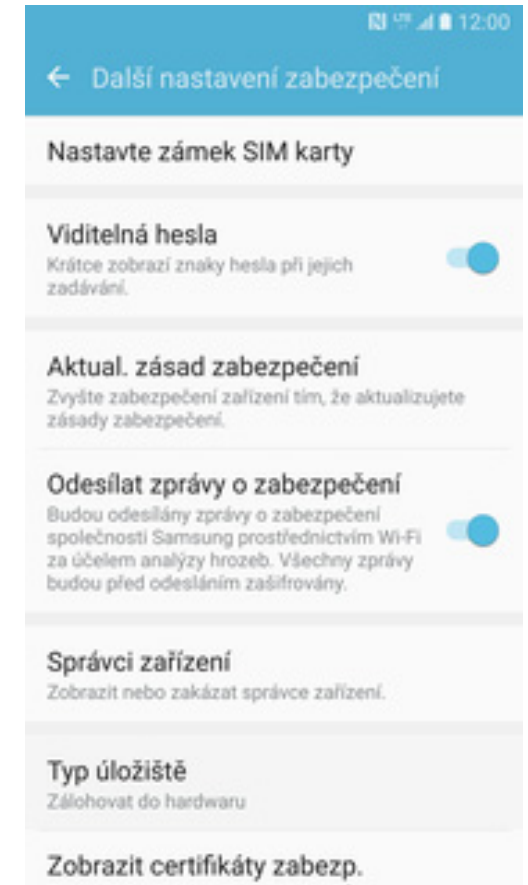 12:00
Další nastavení zabezpečení
Nastavte zámek SIM karty
Viditelná hesla
Krátce zobrazí znaky hesla při jejich
zadávání.
Aktual. zásad zabezpečení
Zvyšte zabezpečení zařízení tím, že aktualizujete
zásady zabezpečení.
Odesílat zprávy o zabezpečení
Budou odesílány zprávy o zabezpečení
společnosti Samsung prostřednictvím Wi-Fi
za účelem analýzy hrozeb. Všechny zprávy
budou před odesláním zašifrovány.
Správci zařízení
Zobrazit nebo zakázat správce zařízení.
Typ úložiště
Zálohovat do hardwaru
Zobrazit certifikáty zabezp.